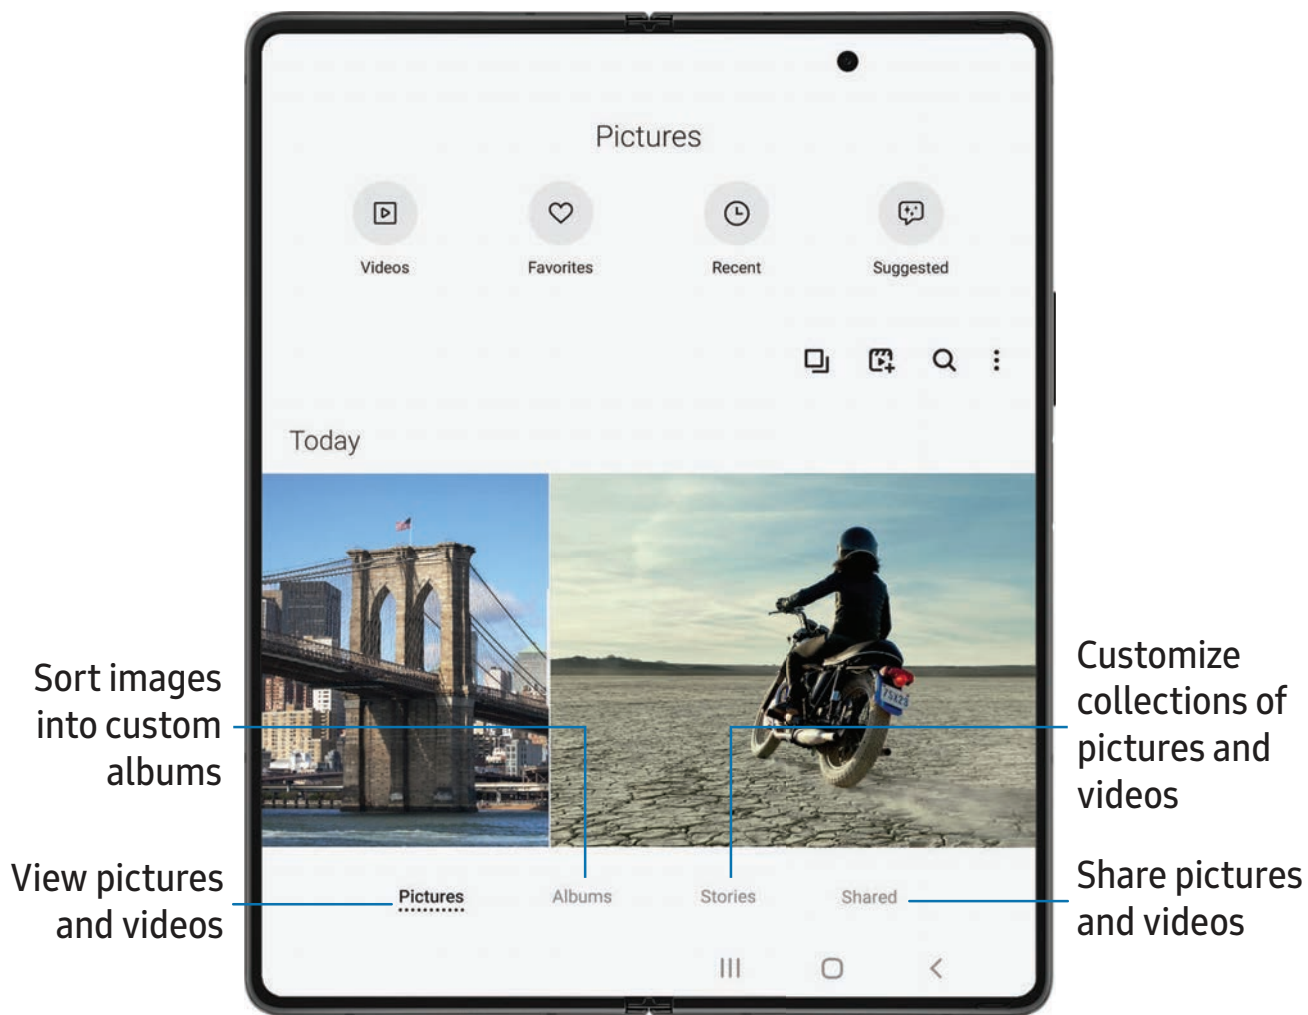 Pictures
Videos
Favorites
Recent
Suggested
Today
Sort images
into custom
albums
View pictures
and videos
Customize
collections of
pictures and
videos
Share pictures
and videos
Pictures
Albums
Stories
Shared